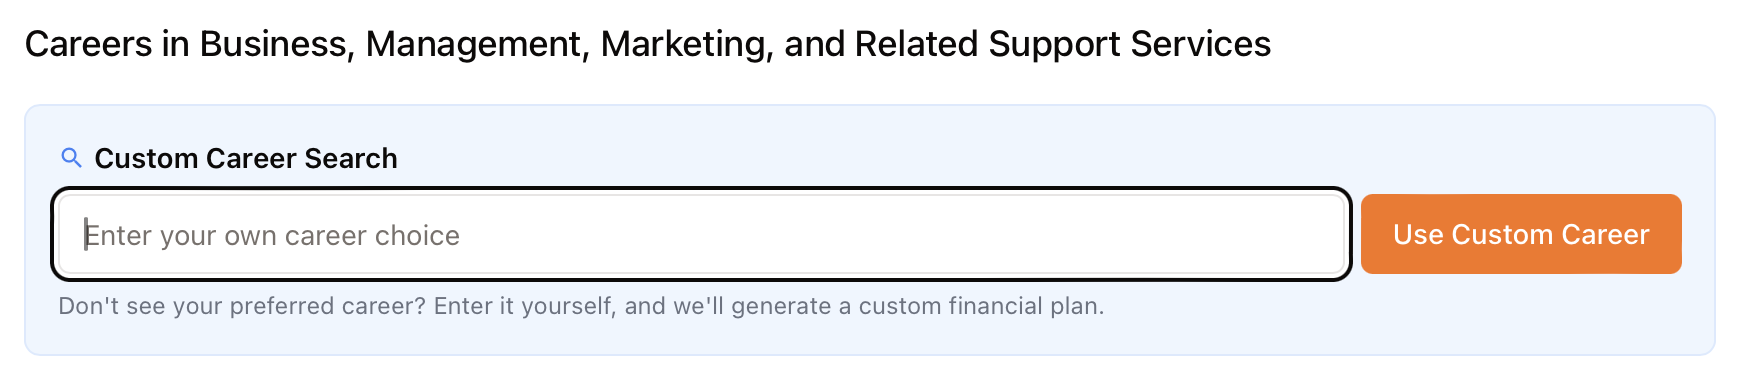 Careers in Business, Management, Marketing, and Related Support Services
Custom Career Search
Enter your own career choice
Use Custom Career
Don't see your preferred career? Enter it yourself, and we'll generate a custom financial plan.